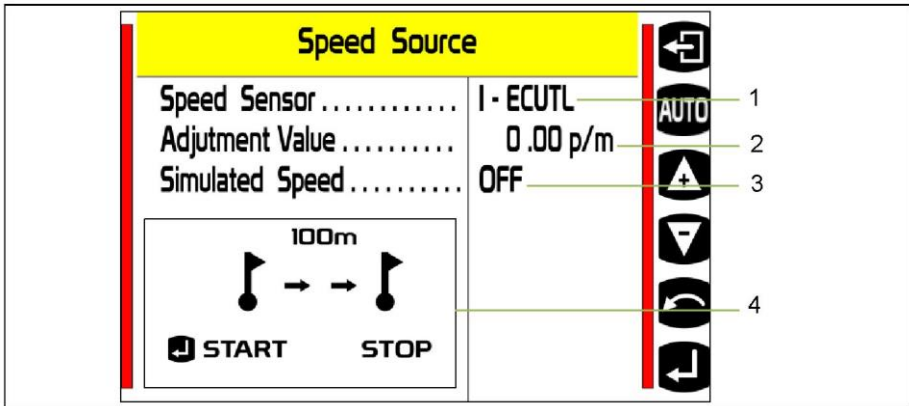 Speed Source
Speed Sensor............ I - ECUTL 1
AUTO
Adjutment Value.......... 0 .00 p/m 2
Simulated Speed.......... OFF 3
+
100m
-
4
START STOP